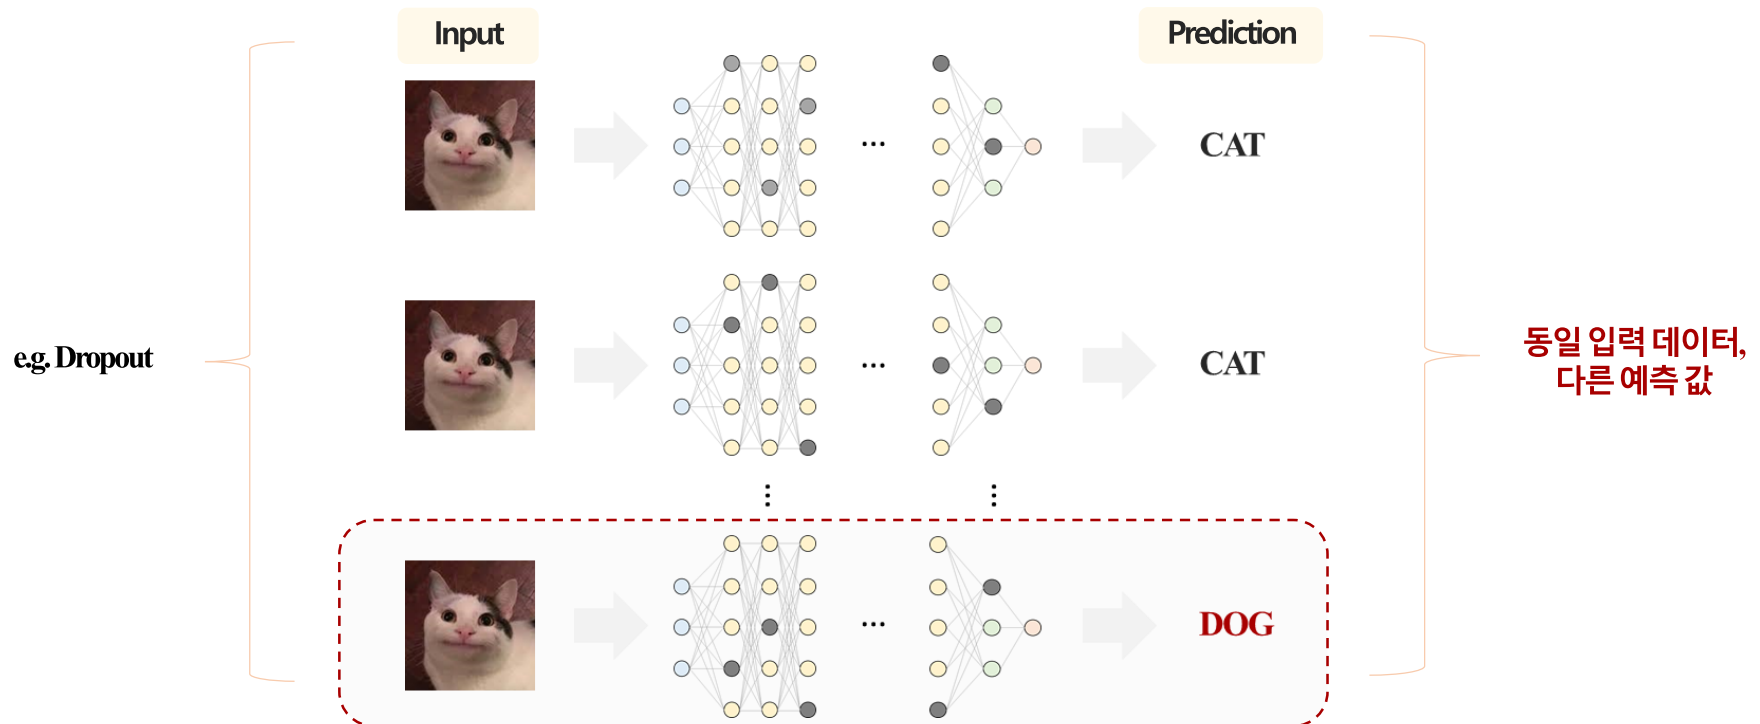 Input
Prediction
CAT
e.g. Dropout
CAT
동일 입력 데이터,
다른 예측 값
DOG